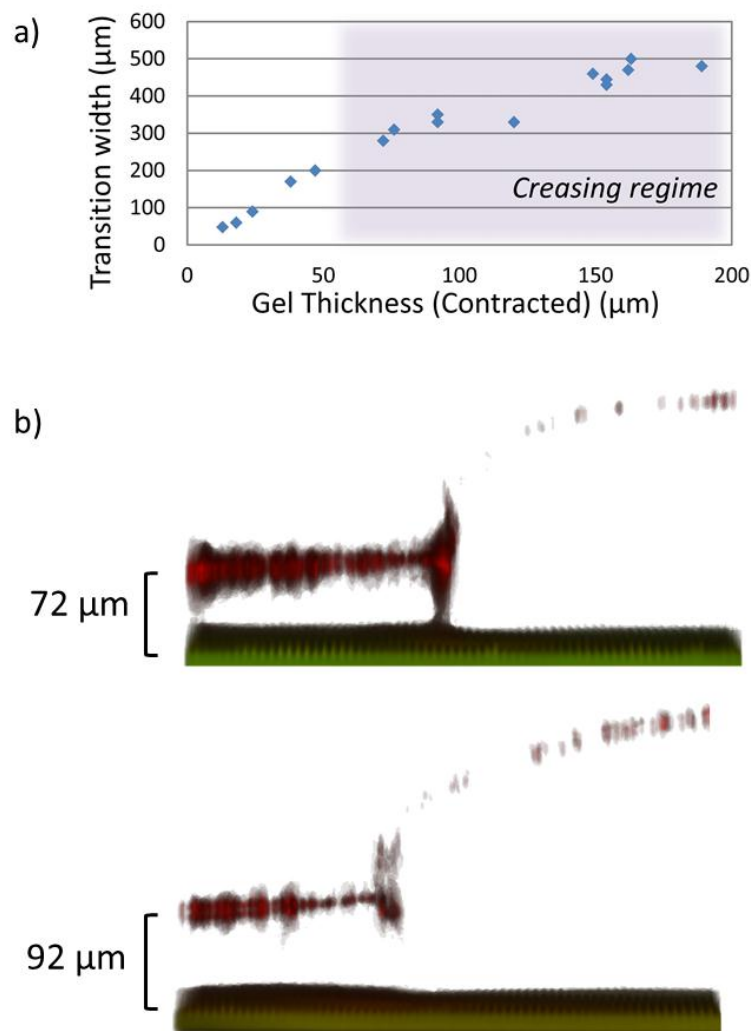 a)
Transition width (µm)
600
500
400
300
200
100
0
Creasing regime
0 50 100 150 200
Gel Thickness (Contracted) (µm)
b)
72 µm
92 µm